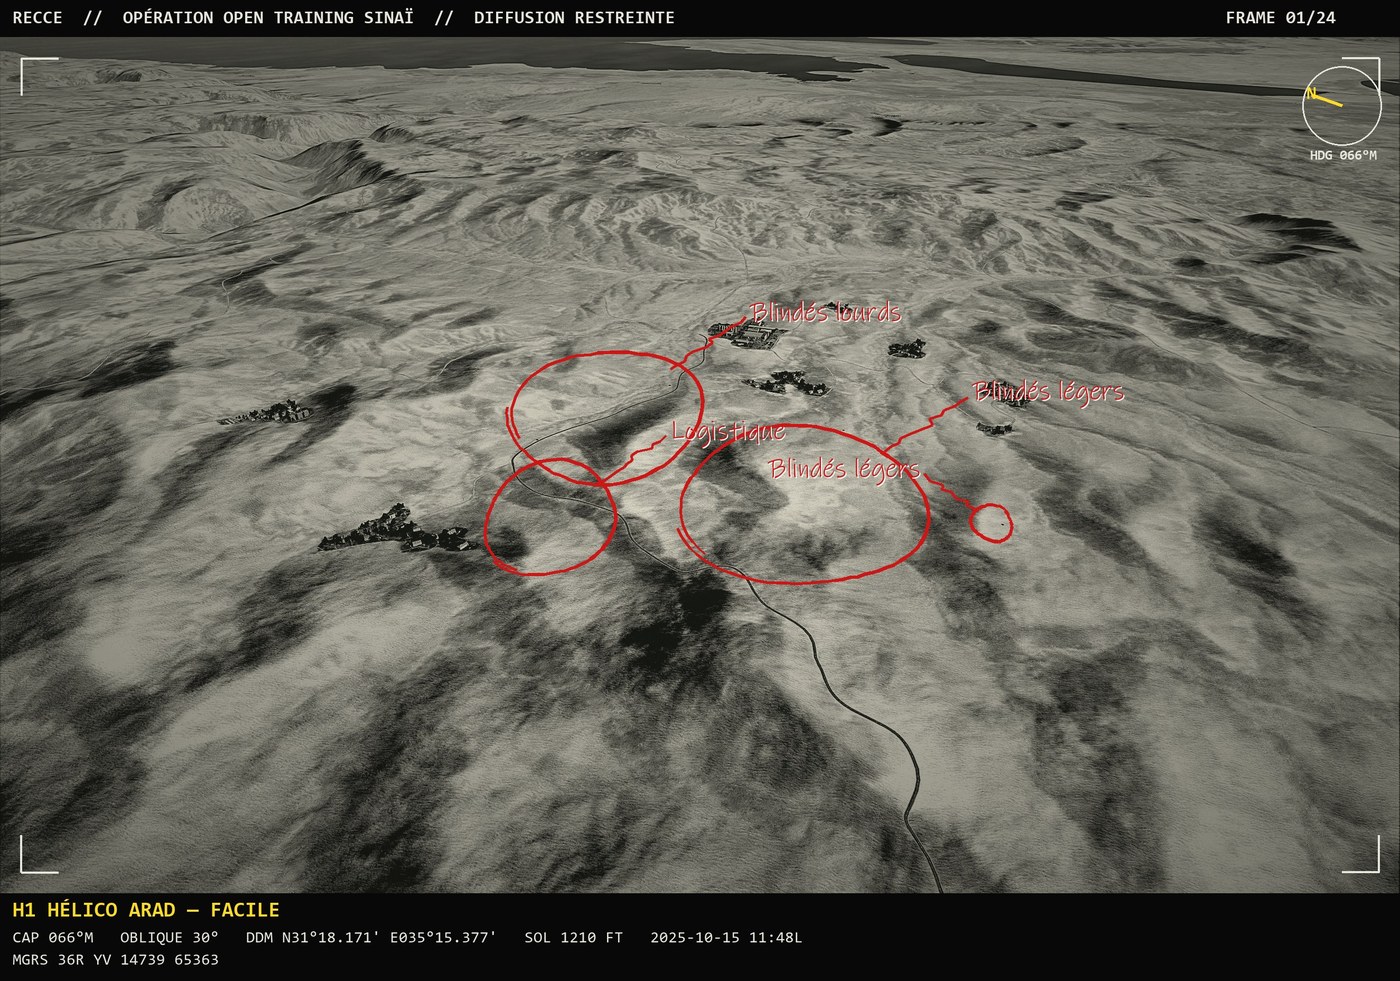 RECCE // OPÉRATION OPEN TRAINING SINAÏ // DIFFUSION RESTREINTE
FRAME 01/24
N
HDG 066°M
Blindés lourds
Blindés légers
Logistique
Blindés légers
H1 HÉLICO ARAD — FACILE
CAP 066°M OBLIQUE 30° DDM N31°18.171' E035°15.377' SOL 1210 FT 2025-10-15 11:48L
MGRS 36R YV 14739 65363